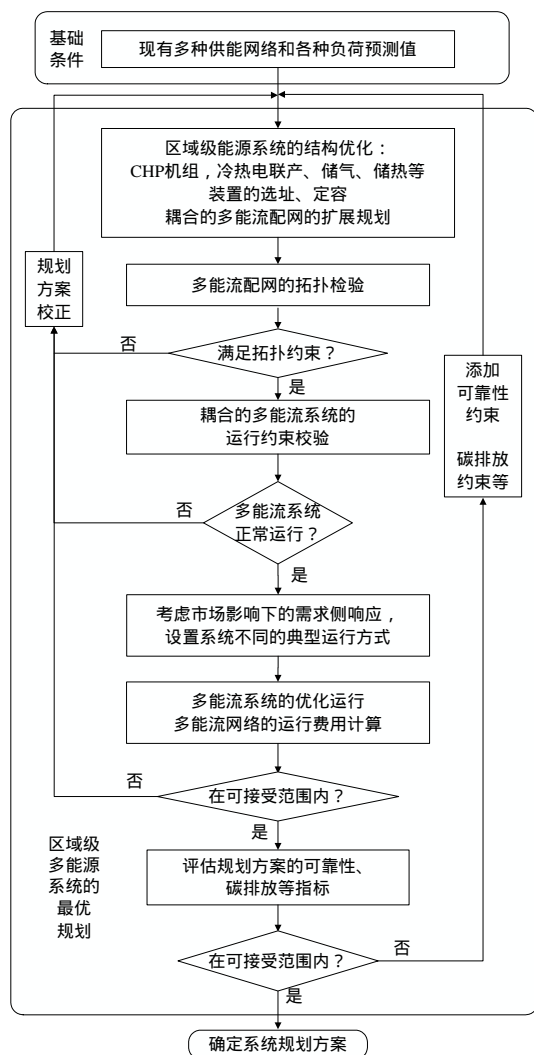 基础
条件
现有多种供能网络和各种负荷预测值
区域级能源系统的结构优化：
CHP机组，冷热电联产、储气、储热等
装置的选址、定容
耦合的多能流配网的扩展规划
规划
方案
校正
多能流配网的拓扑检验
否
满足拓扑约束？
是
添加
可靠性
约束
碳排放
约束等
耦合的多能流系统的
运行约束校验
否
多能流系统
正常运行？
是
考虑市场影响下的需求侧响应，
设置系统不同的典型运行方式
多能流系统的优化运行
多能流网络的运行费用计算
否
在可接受范围内？
是
区域级
多能源
系统的
最优
规划
评估规划方案的可靠性、
碳排放等指标
否
在可接受范围内？
是
确定系统规划方案